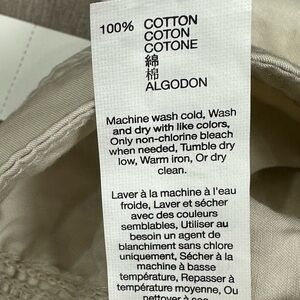 100% COTTON
COTON
COTONE
綿
棉
ALGODON
Machine wash cold, Wash
and dry with like colors,
Only non-chlorine bleach
when needed, Tumble dry
low, Warm iron, Or dry
clean.
Laver à la machine à l'eau
froide, Laver et sécher
avec des couleurs
semblables, Utiliser au
besoin un agent de
blanchiment sans chlore
uniquement, Sécher à la
machine à basse
température, Repasser à
température moyenne, Ou
nettoyer à sec.